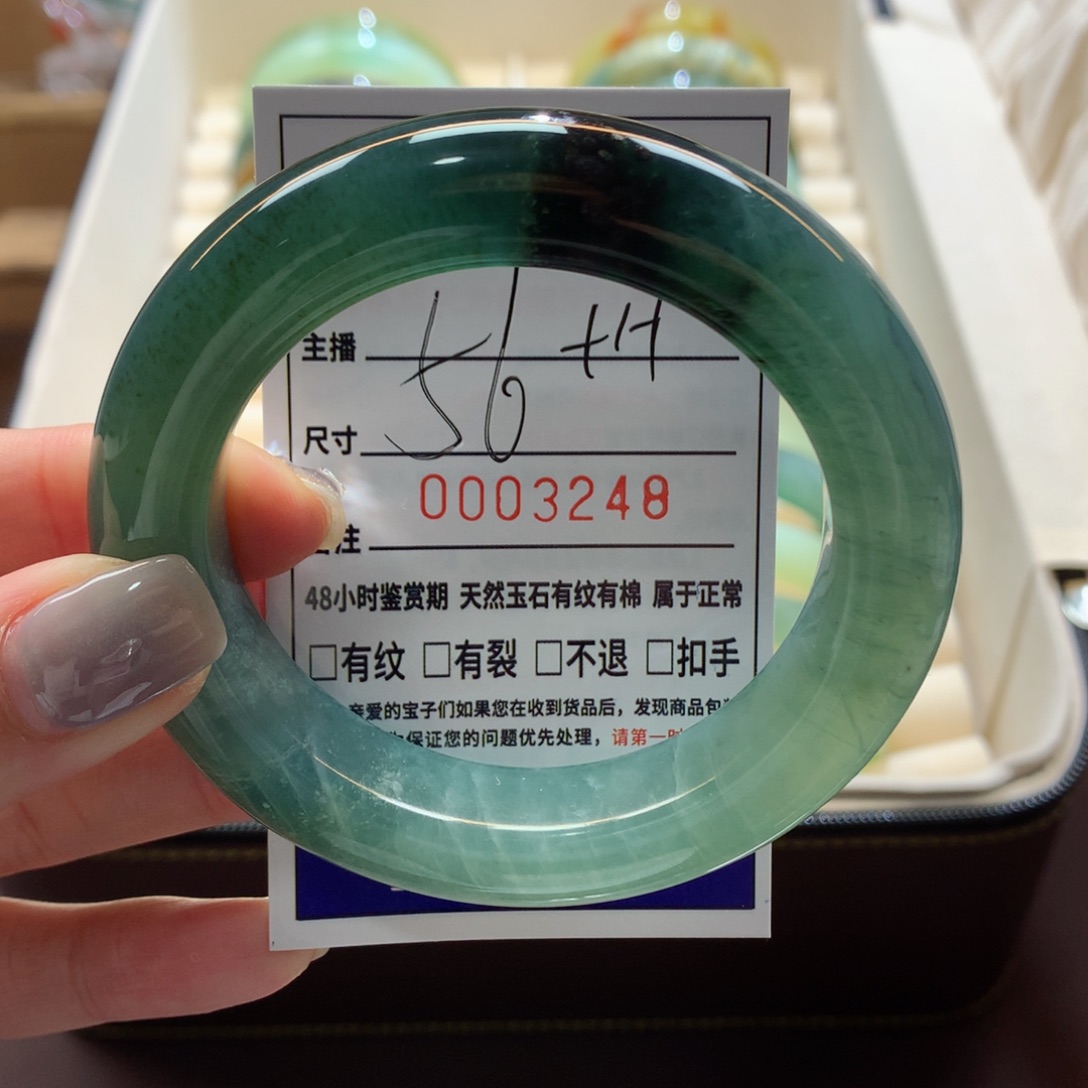 主播
56 +H
尺寸
0003248
注
48小时鉴赏期 天然玉石有纹有棉 属于正常
□有纹 □有裂 □不退 □扣手
亲爱的宝子们如果您在收到货品后，发现商品包
保证您的问题优先处理，请第一时